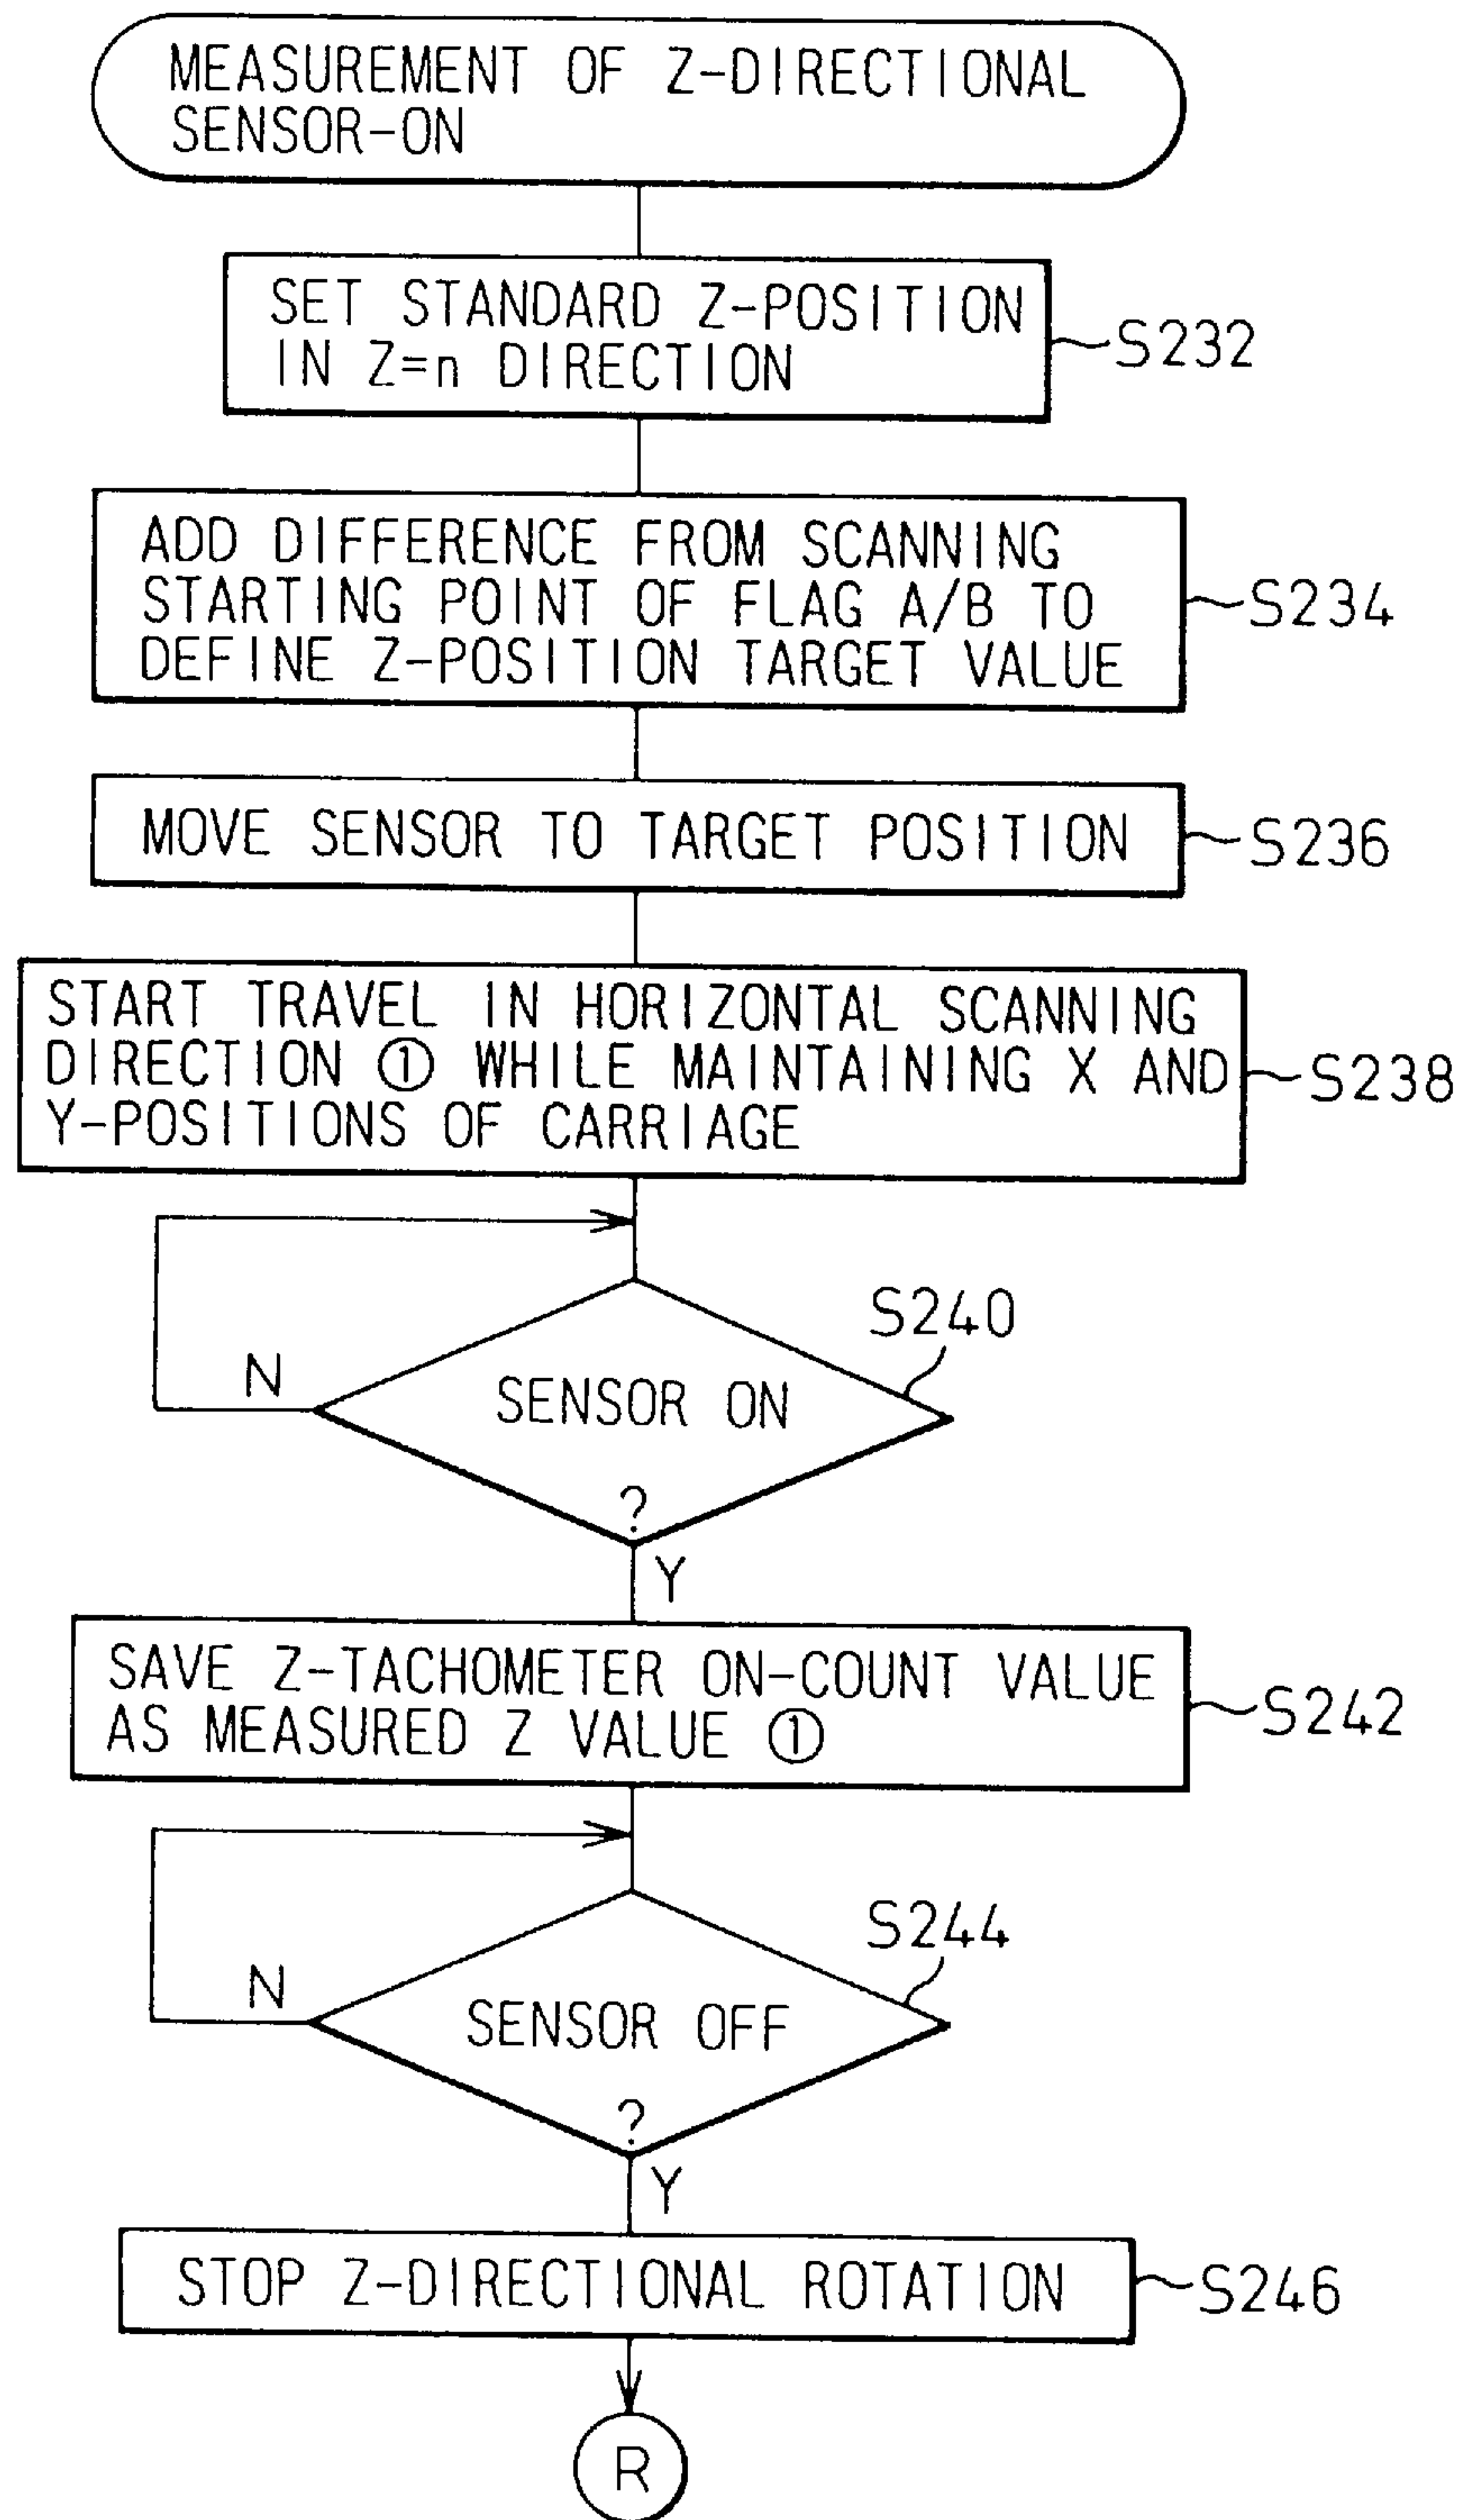 MEASUREMENT OF Z-DIRECTIONAL
SENSOR-ON
SET STANDARD Z-POSITION
IN Z=n DIRECTION
S232
ADD DIFFERENCE FROM SCANNING
STARTING POINT OF FLAG A/B TO
DEFINE Z-POSITION TARGET VALUE
S234
MOVE SENSOR TO TARGET POSITION
S236
START TRAVEL IN HORIZONTAL SCANNING
DIRECTION ① WHILE MAINTAINING X AND
Y-POSITIONS OF CARRIAGE
S238
S240
N
SENSOR ON
?
Y
SAVE Z-TACHOMETER ON-COUNT VALUE
AS MEASURED Z VALUE ①
S242
S244
N
SENSOR OFF
?
Y
STOP Z-DIRECTIONAL ROTATION
S246
R